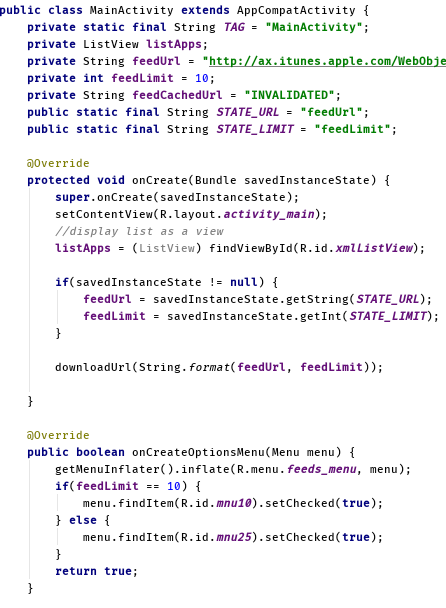 public class MainActivity extends AppCompatActivity {
    private static final String TAG = "MainActivity";
    private ListView listApps;
    private String feedUrl = "http://ax.itunes.apple.com/WebObje
    private int feedLimit = 10;
    private String feedCachedUrl = "INVALIDATED";
    public static final String STATE_URL = "feedUrl";
    public static final String STATE_LIMIT = "feedLimit";

    @Override
    protected void onCreate(Bundle savedInstanceState) {
        super.onCreate(savedInstanceState);
        setContentView(R.layout.activity_main);
        //display list as a view
        listApps = (ListView) findViewById(R.id.xmlListView);

        if(savedInstanceState != null) {
            feedUrl = savedInstanceState.getString(STATE_URL);
            feedLimit = savedInstanceState.getInt(STATE_LIMIT);
        }

        downloadUrl(String.format(feedUrl, feedLimit));

    }

    @Override
    public boolean onCreateOptionsMenu(Menu menu) {
        getMenuInflater().inflate(R.menu.feeds_menu, menu);
        if(feedLimit == 10) {
            menu.findItem(R.id.mnu10).setChecked(true);
        } else {
            menu.findItem(R.id.mnu25).setChecked(true);
        }
        return true;
    }